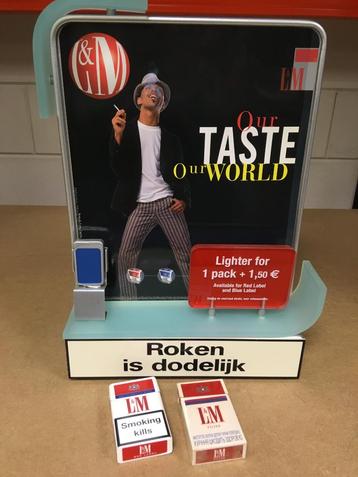 L&M
L&M
Our
TASTE
Our WORLD
Lighter for
1 pack + 1,50 €
Available for Red Label
and Blue Label
Roken
is dodelijk
L&M
Smoking
kills
L&M
L&M